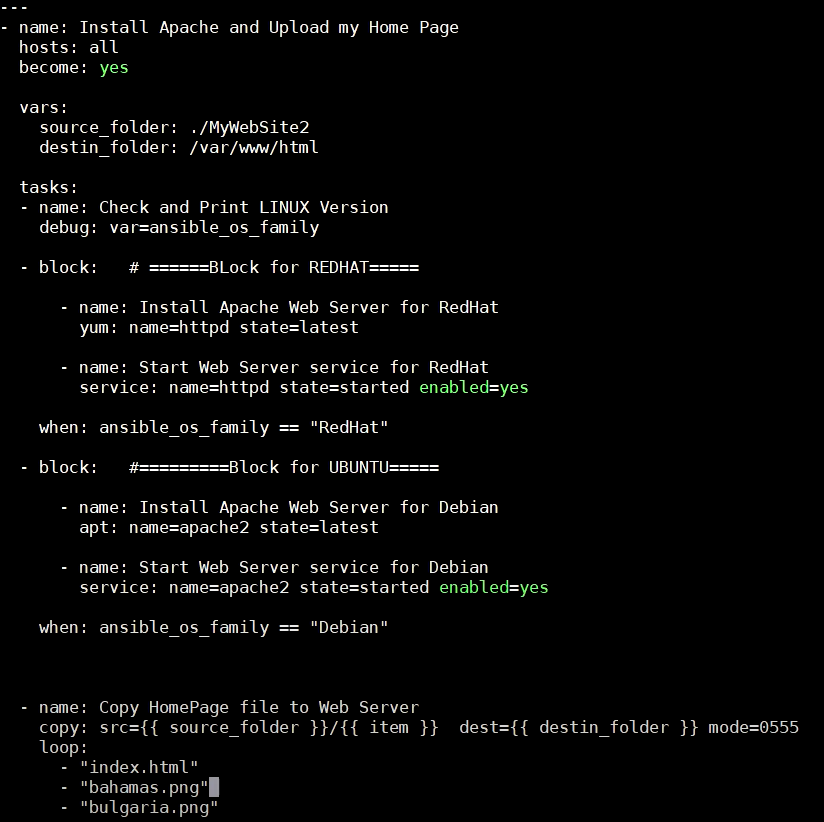 ---
- name: Install Apache and Upload my Home Page
  hosts: all
  become: yes

  vars:
    source_folder: ./MyWebSite2
    destin_folder: /var/www/html

  tasks:
  - name: Check and Print LINUX Version
    debug: var=ansible_os_family

  - block:   # ======BLock for REDHAT=====

      - name: Install Apache Web Server for RedHat
        yum: name=httpd state=latest

      - name: Start Web Server service for RedHat
        service: name=httpd state=started enabled=yes

    when: ansible_os_family == "RedHat"

  - block:   #=========Block for UBUNTU=====

      - name: Install Apache Web Server for Debian
        apt: name=apache2 state=latest

      - name: Start Web Server service for Debian
        service: name=apache2 state=started enabled=yes

    when: ansible_os_family == "Debian"

  - name: Copy HomePage file to Web Server
    copy: src={{ source_folder }}/{{ item }}  dest={{ destin_folder }} mode=0555
    loop:
      - "index.html"
      - "bahamas.png"
      - "bulgaria.png"